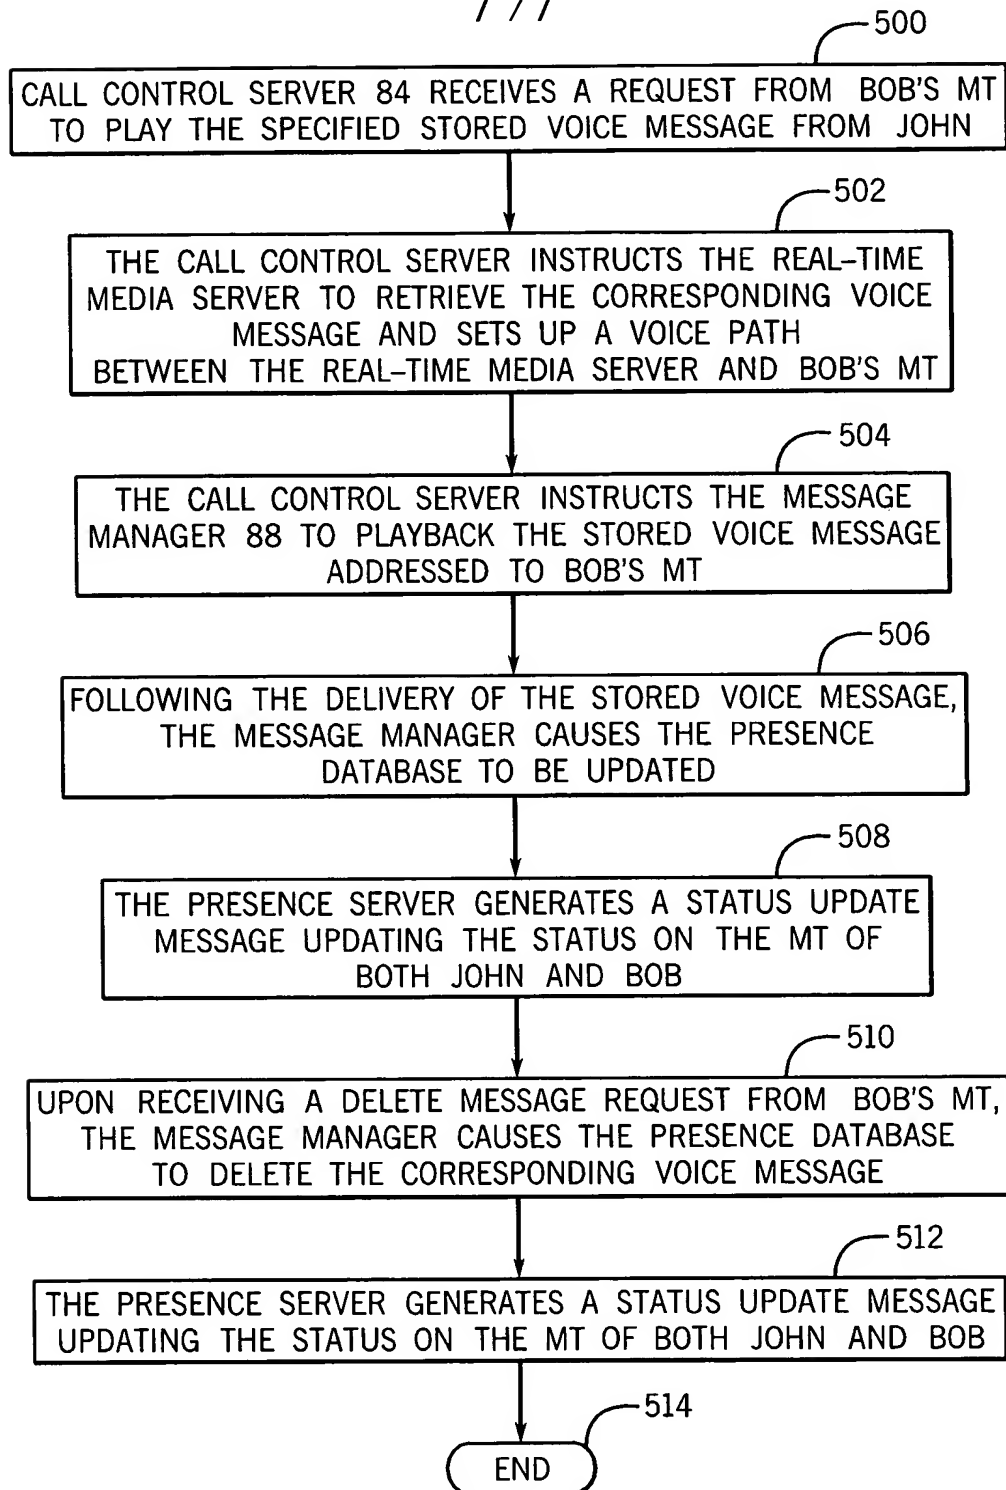 7/7
500
CALL CONTROL SERVER 84 RECEIVES A REQUEST FROM BOB'S MT
TO PLAY THE SPECIFIED STORED VOICE MESSAGE FROM JOHN
502
THE CALL CONTROL SERVER INSTRUCTS THE REAL-TIME
MEDIA SERVER TO RETRIEVE THE CORRESPONDING VOICE
MESSAGE AND SETS UP A VOICE PATH
BETWEEN THE REAL-TIME MEDIA SERVER AND BOB'S MT
504
THE CALL CONTROL SERVER INSTRUCTS THE MESSAGE
MANAGER 88 TO PLAYBACK THE STORED VOICE MESSAGE
ADDRESSED TO BOB'S MT
506
FOLLOWING THE DELIVERY OF THE STORED VOICE MESSAGE,
THE MESSAGE MANAGER CAUSES THE PRESENCE
DATABASE TO BE UPDATED
508
THE PRESENCE SERVER GENERATES A STATUS UPDATE
MESSAGE UPDATING THE STATUS ON THE MT OF
BOTH JOHN AND BOB
510
UPON RECEIVING A DELETE MESSAGE REQUEST FROM BOB'S MT,
THE MESSAGE MANAGER CAUSES THE PRESENCE DATABASE
TO DELETE THE CORRESPONDING VOICE MESSAGE
512
THE PRESENCE SERVER GENERATES A STATUS UPDATE MESSAGE
UPDATING THE STATUS ON THE MT OF BOTH JOHN AND BOB
514
END